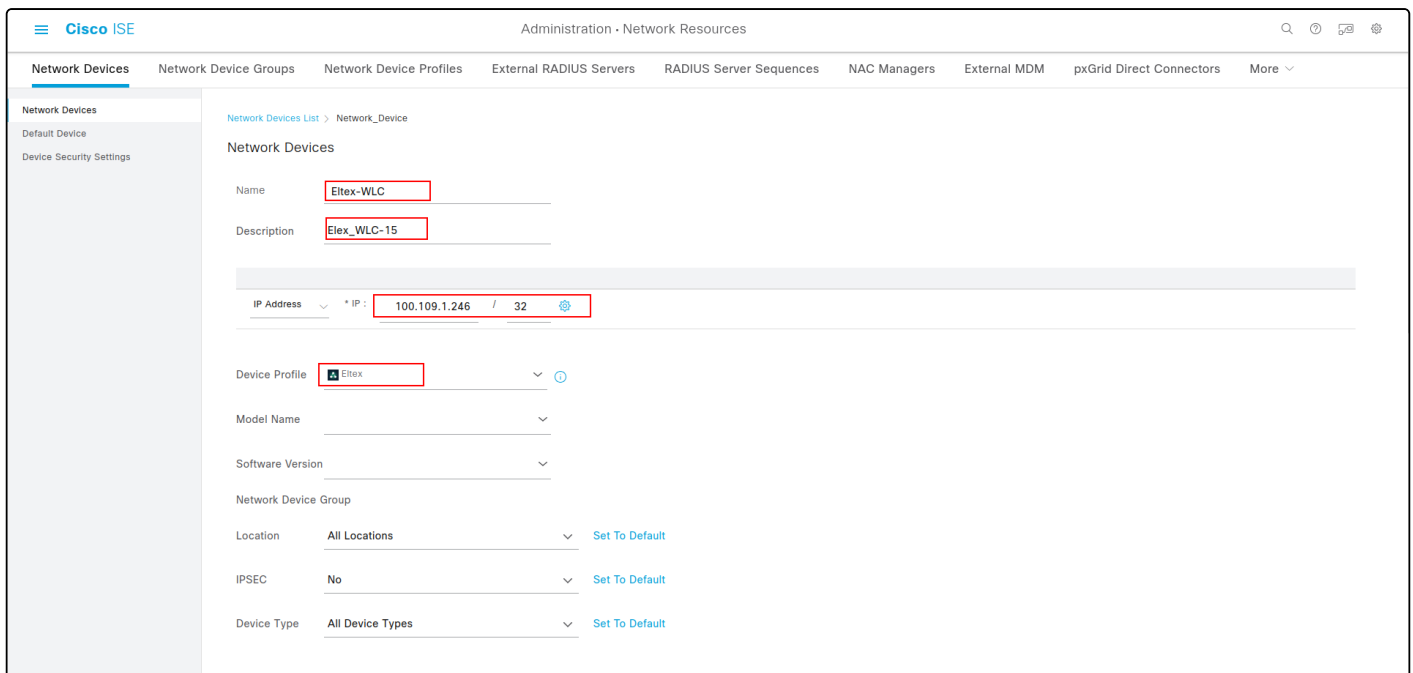 Cisco ISE
Administration · Network Resources
Network Devices Network Device Groups Network Device Profiles External RADIUS Servers RADIUS Server Sequences NAC Managers External MDM pxGrid Direct Connectors More
Network Devices
Default Device
Device Security Settings
Network Devices List > Network_Device
Network Devices
Name Eltex-WLC
Description Elex_WLC-15
IP Address * IP : 100.109.1.246 / 32
Device Profile Eltex
Model Name
Software Version
Network Device Group
Location All Locations Set To Default
IPSEC No Set To Default
Device Type All Device Types Set To Default